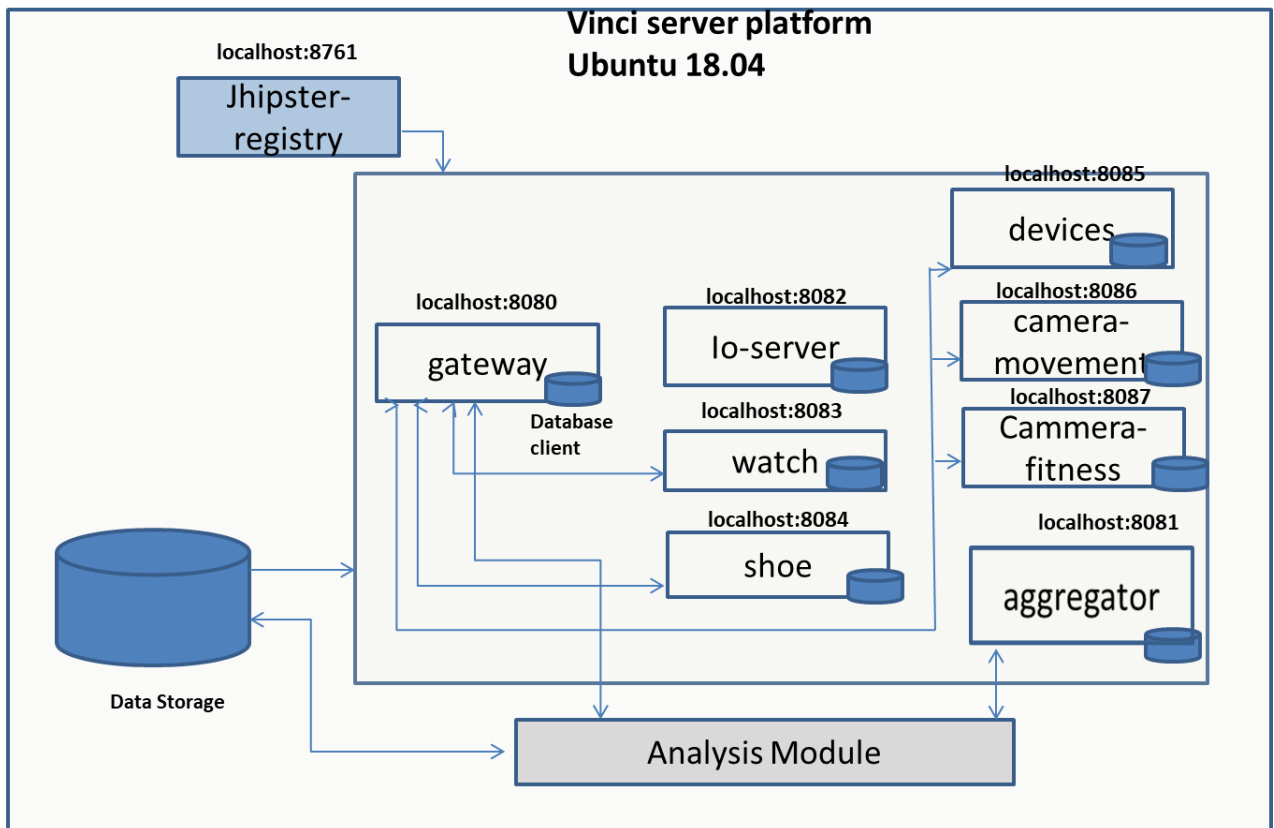 Vinci server platform
Ubuntu 18.04
localhost:8761
Jhipster-
registry
localhost:8085
devices
localhost:8080
gateway
Database
client
localhost:8082
Io-server
localhost:8086
camera-
movement
localhost:8083
watch
localhost:8087
Cammera-
fitness
localhost:8084
shoe
localhost:8081
aggregator
Data Storage
Analysis Module